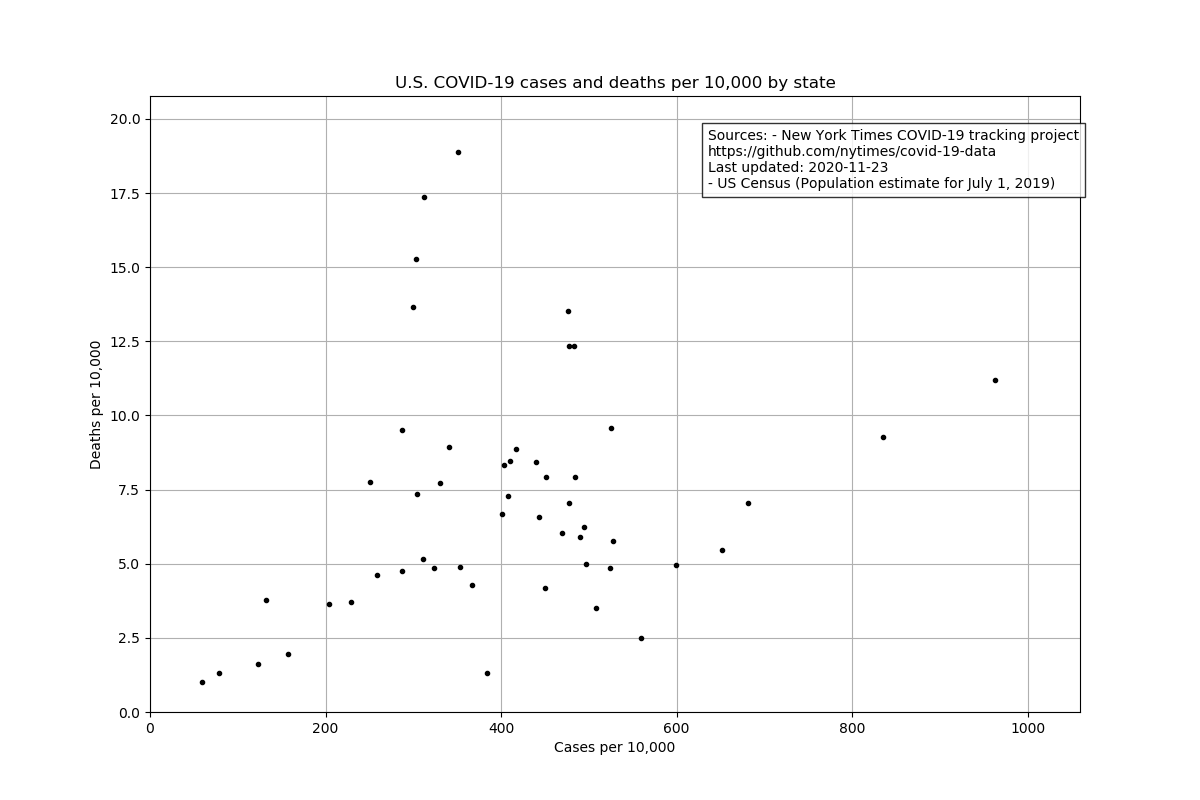 U.S. COVID-19 cases and deaths per 10,000 by state
20.0
17.5
15.0
12.5
10.0
7.5
5.0
2.5
0.0
Deaths per 10,000
Sources: - New York Times COVID-19 tracking project
https://github.com/nytimes/covid-19-data
Last updated: 2020-11-23
- US Census (Population estimate for July 1, 2019)
0 200 400 600 800 1000
Cases per 10,000